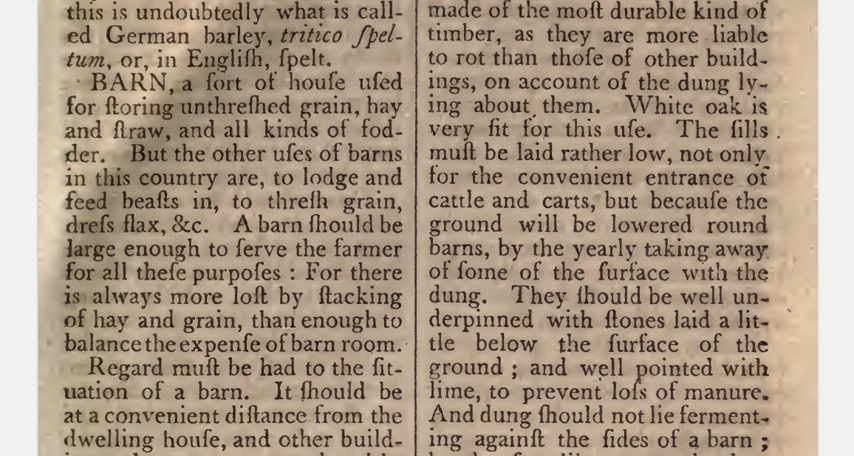 this is undoubtedly what is call-
ed German barley, tritico ſpel-
tum, or, in Engliſh, ſpelt.
BARN, a ſort of houſe uſed
for ſtoring unthreſhed grain, hay
and ſtraw, and all kinds of fod-
der. But the other uſes of barns
in this country are, to lodge and
feed beaſts in, to threſh grain,
dreſs flax, &c. A barn ſhould be
large enough to ſerve the farmer
for all theſe purpoſes : For there
is always more loſt by ſtacking
of hay and grain, than enough to
balance the expenſe of barn room.
Regard muſt be had to the ſit-
uation of a barn. It ſhould be
at a convenient diſtance from the
dwelling houſe, and other build-
made of the moſt durable kind of
timber, as they are more liable
to rot than thoſe of other build-
ings, on account of the dung ly-
ing about them. White oak is
very fit for this uſe. The ſills
muſt be laid rather low, not only
for the convenient entrance of
cattle and carts, but becauſe the
ground will be lowered round
barns, by the yearly taking away
of ſome of the ſurface with the
dung. They ſhould be well un-
derpinned with ſtones laid a lit-
tle below the ſurface of the
ground ; and well pointed with
lime, to prevent loſs of manure.
And dung ſhould not lie ferment-
ing againſt the ſides of a barn ;